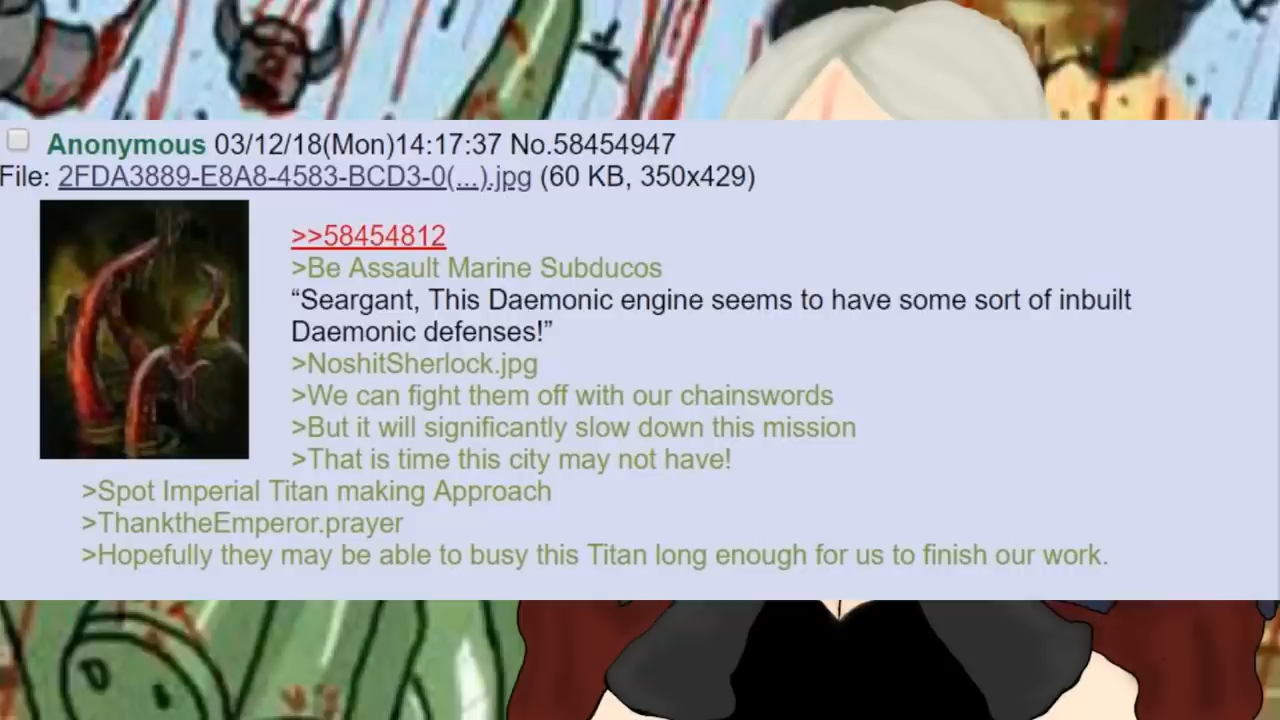 Anonymous 03/12/18(Mon)14:17:37 No.58454947
File: 2FDA3889-E8A8-4583-BCD3-0(...).jpg (60 KB, 350x429)
>>58454812
>Be Assault Marine Subducos
“Seargant, This Daemonic engine seems to have some sort of inbuilt
Daemonic defenses!”
>NoshitSherlock.jpg
>We can fight them off with our chainswords
>But it will significantly slow down this mission
>That is time this city may not have!
>Spot Imperial Titan making Approach
>ThanktheEmperor.prayer
>Hopefully they may be able to busy this Titan long enough for us to finish our work.